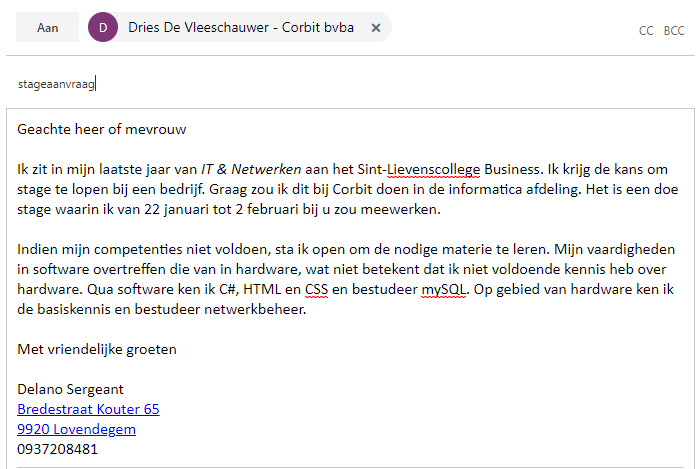 Aan D Dries De Vleeschauwer - Corbit bvba ✕ CC BCC
stageaanvraag
Geachte heer of mevrouw
Ik zit in mijn laatste jaar van IT & Netwerken aan het Sint-Lievenscollege Business. Ik krijg de kans om
stage te lopen bij een bedrijf. Graag zou ik dit bij Corbit doen in de informatica afdeling. Het is een doe
stage waarin ik van 22 januari tot 2 februari bij u zou meewerken.
Indien mijn competenties niet voldoen, sta ik open om de nodige materie te leren. Mijn vaardigheden
in software overtreffen die van in hardware, wat niet betekent dat ik niet voldoende kennis heb over
hardware. Qua software ken ik C#, HTML en CSS en bestudeer mySQL. Op gebied van hardware ken ik
de basiskennis en bestudeer netwerkbeheer.
Met vriendelijke groeten
Delano Sergeant
Bredestraat Kouter 65
9920 Lovendegem
0937208481